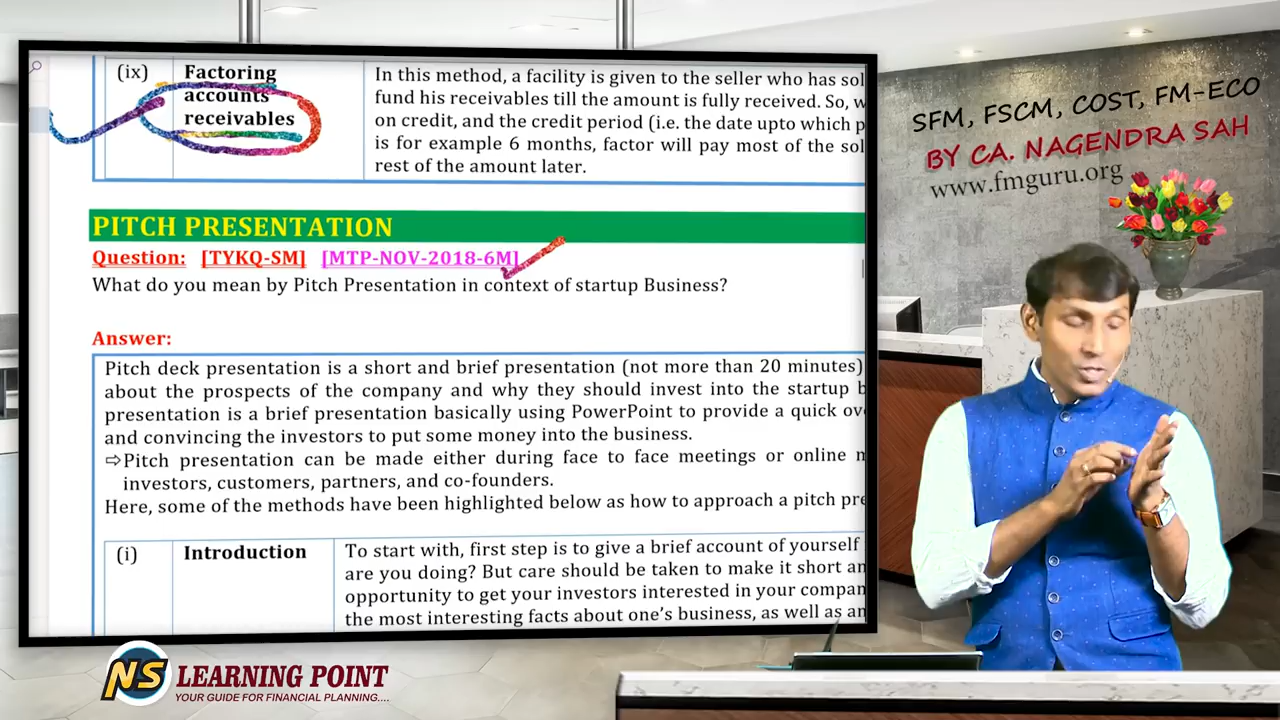 (ix) Factoring accounts receivables
In this method, a facility is given to the seller who has sol
fund his receivables till the amount is fully received. So, w
on credit, and the credit period (i.e. the date upto which p
is for example 6 months, factor will pay most of the sol
rest of the amount later.
PITCH PRESENTATION
Question: [TYKQ-SM] [MTP-NOV-2018-6M]
What do you mean by Pitch Presentation in context of startup Business?
Answer:
Pitch deck presentation is a short and brief presentation (not more than 20 minutes)
about the prospects of the company and why they should invest into the startup b
presentation is a brief presentation basically using PowerPoint to provide a quick ov
and convincing the investors to put some money into the business.
⇨Pitch presentation can be made either during face to face meetings or online m
investors, customers, partners, and co-founders.
Here, some of the methods have been highlighted below as how to approach a pitch pre
(i) Introduction
To start with, first step is to give a brief account of yourself
are you doing? But care should be taken to make it short an
opportunity to get your investors interested in your compan
the most interesting facts about one's business, as well as an
SFM, FSCM, COST, FM-ECO
BY CA. NAGENDRA SAH
www.fmguru.org
NS LEARNING POINT
YOUR GUIDE FOR FINANCIAL PLANNING....